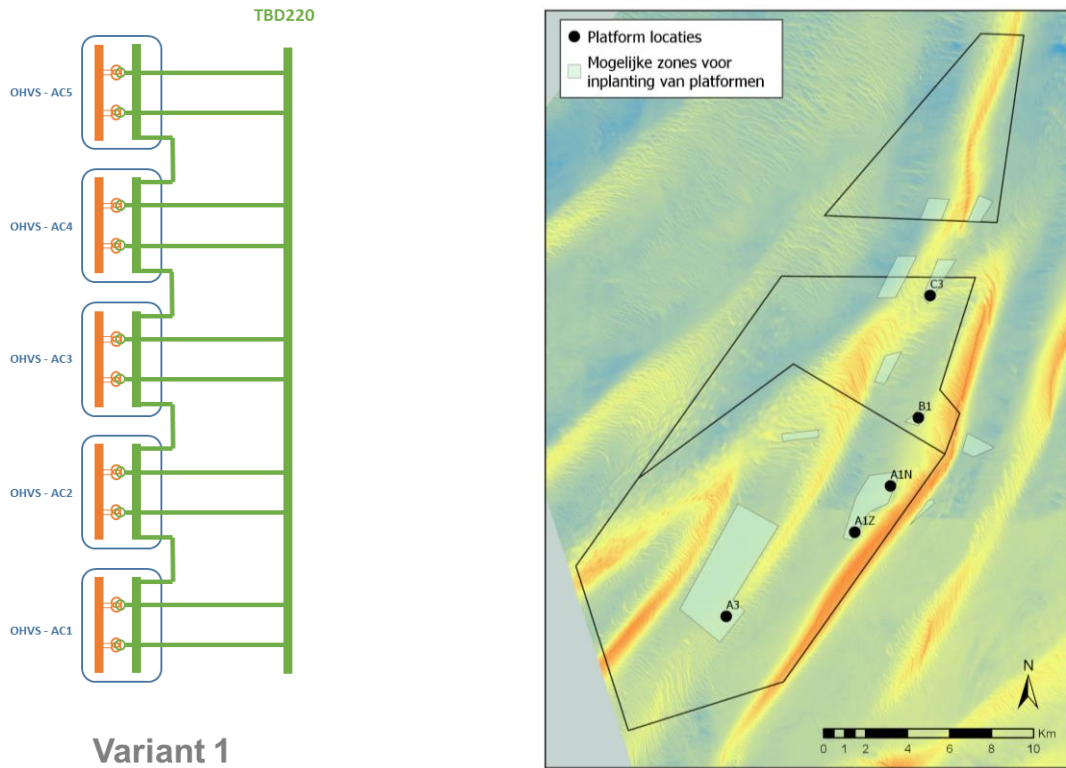 TBD220
OHVS - AC5
OHVS - AC4
OHVS - AC3
OHVS - AC2
OHVS - AC1
Variant 1
Platform locaties
Mogelijke zones voor
inplanting van platformen
C3
B1
A1N
A1Z
A3
N
Km
0 1 2 4 6 8 10